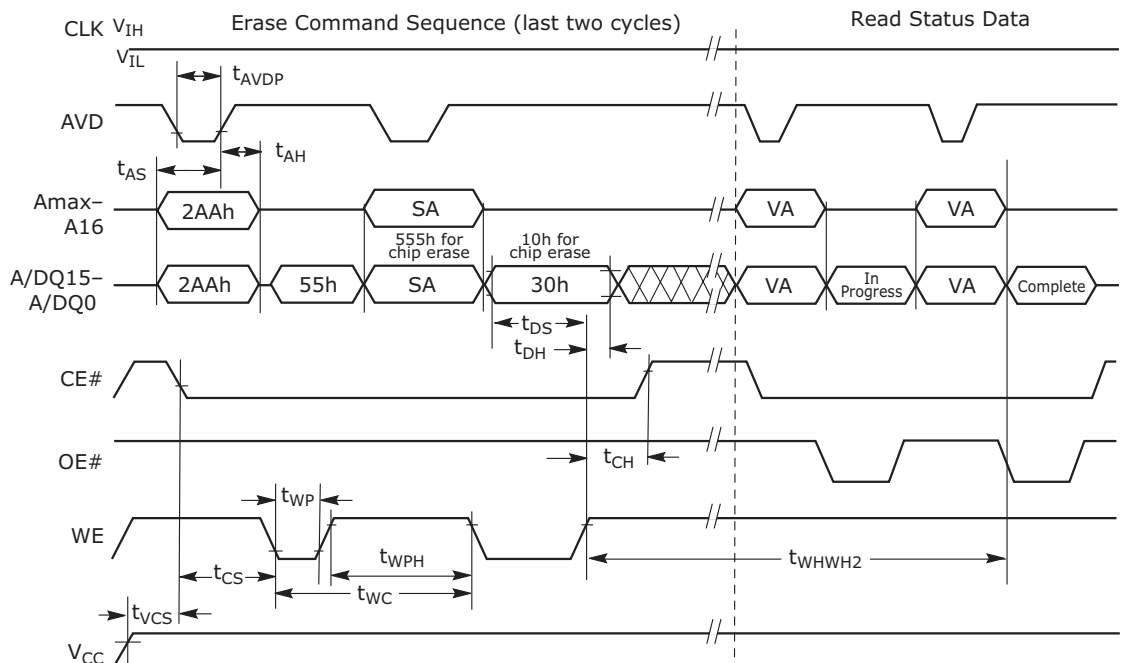 Erase Command Sequence (last two cycles)
Read Status Data
CLK
VIH
VIL
tAVDP
AVD
tAH
tAS
Amax–
A16
2AAh
SA
VA
VA
555h for
chip erase
10h for
chip erase
A/DQ15–
A/DQ0
2AAh
55h
SA
30h
VA
In
Progress
VA
Complete
tDS
tDH
CE#
OE#
tCH
tWP
WE
tWPH
tWHWH2
tCS
tWC
tVCS
VCC